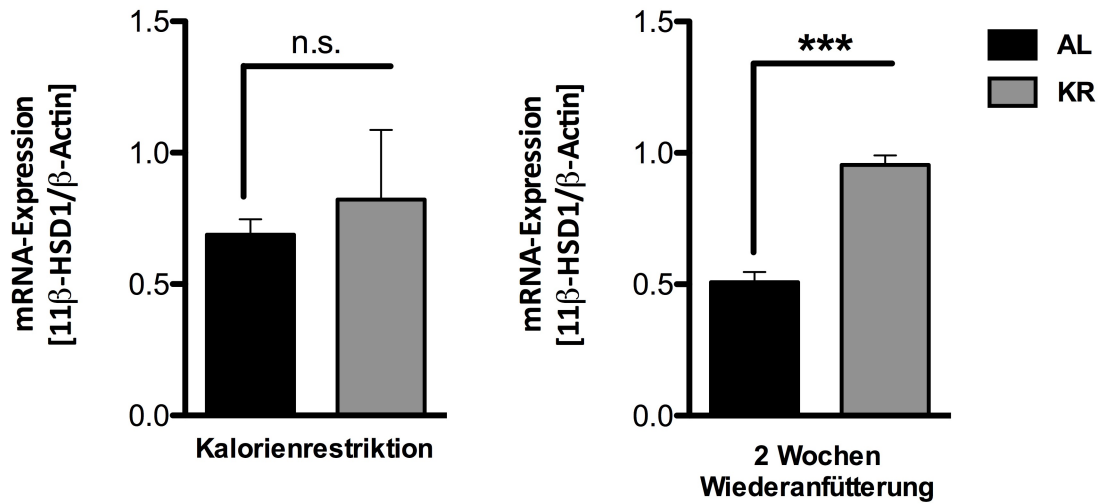 1.5
1.0
0.5
0.0
mRNA-Expression
[11β-HSD1/β-Actin]
n.s.
Kalorienrestriktion
1.5
1.0
0.5
0.0
mRNA-Expression
[11β-HSD1/β-Actin]
***
2 Wochen
Wiederanfütterung
AL
KR